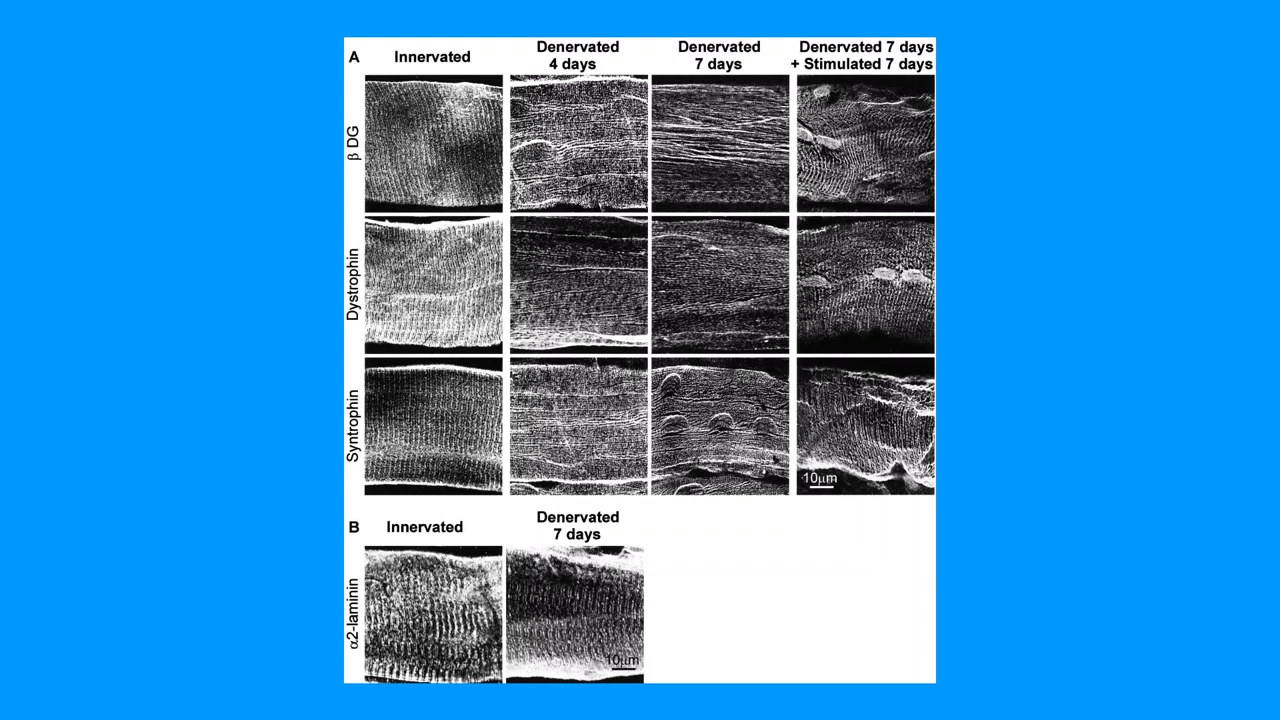 A
Innervated
Denervated
4 days
Denervated
7 days
Denervated 7 days
+ Stimulated 7 days
β DG
Dystrophin
Syntrophin
10μm
B
Innervated
Denervated
7 days
α2-laminin
10μm